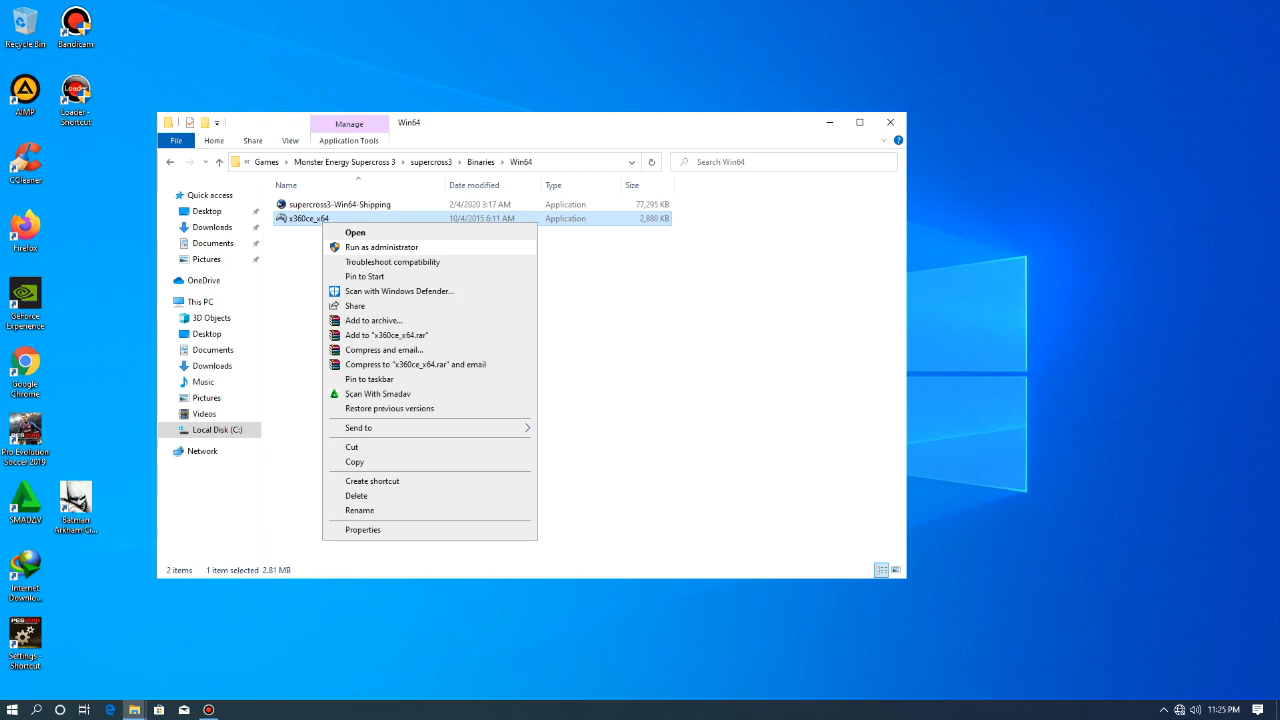 Recycle Bin
Bandicam
AIMP
Loader
Loader -
Shortcut
CCleaner
Firefox
GeForce
Experience
Google
Chrome
Pro Evolution
Soccer 2019
SMADΔV
Batman
Arkham Ci...
Internet
Downlo...
Settings -
Shortcut
Manage
Win64
File
Home
Share
View
Application Tools
Games
Monster Energy Supercross 3
supercross3
Binaries
Win64
Search Win64
Name
Date modified
Type
Size
supercross3-Win64-Shipping
2/4/2020 3:17 AM
Application
77,295 KB
x360ce_x64
10/4/2015 6:11 AM
Application
2,880 KB
Quick access
Desktop
Downloads
Documents
Pictures
OneDrive
This PC
3D Objects
Desktop
Documents
Downloads
Music
Pictures
Videos
Local Disk (C:)
Network
Open
Run as administrator
Troubleshoot compatibility
Pin to Start
Scan with Windows Defender...
Share
Add to archive...
Add to "x360ce_x64.rar"
Compress and email...
Compress to "x360ce_x64.rar" and email
Pin to taskbar
Scan With Smadav
Restore previous versions
Send to
Cut
Copy
Create shortcut
Delete
Rename
Properties
2 items
1 item selected 2.81 MB
11:25 PM